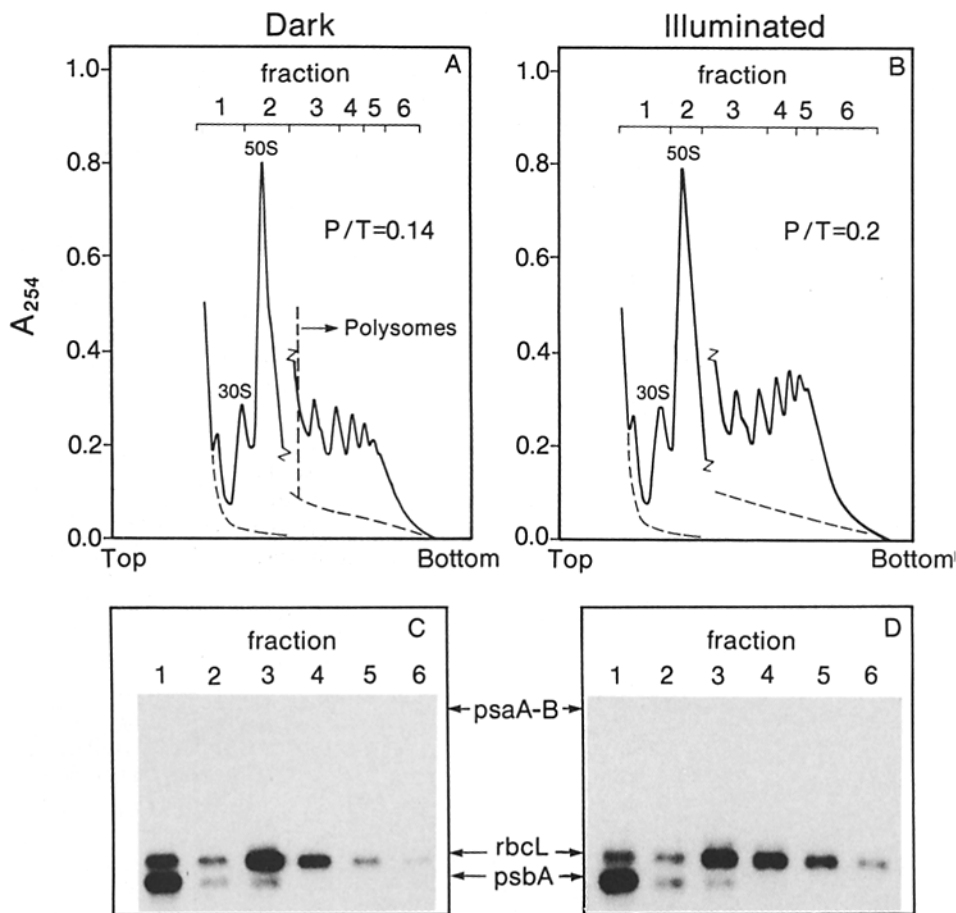 Dark
Illuminated
A
fraction
1 2 3 4 5 6
50S
30S
P/T=0.14
Polysomes
A254
1.0
0.8
0.6
0.4
0.2
0.0
Top
Bottom
B
fraction
1 2 3 4 5 6
50S
30S
P/T=0.2
1.0
0.8
0.6
0.4
0.2
0.0
Top
Bottom
C
fraction
1 2 3 4 5 6
psaA-B
rbcL
psbA
D
fraction
1 2 3 4 5 6